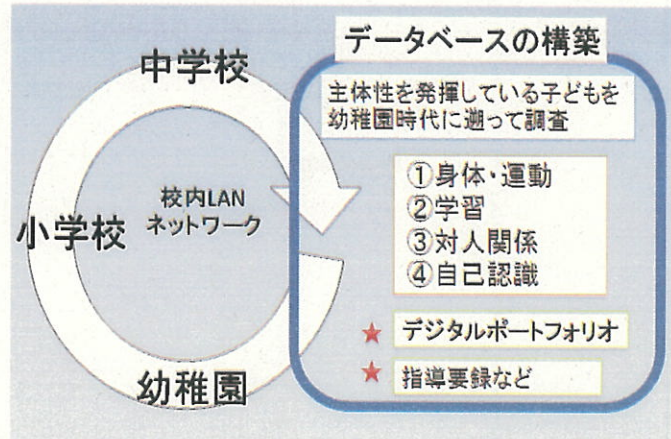 中学校
小学校
幼稚園
校内LAN
ネットワーク
データベースの構築
主体性を発揮している子どもを
幼稚園時代に遡って調査
①身体・運動
②学習
③対人関係
④自己認識
★ デジタルポートフォリオ
★ 指導要録など